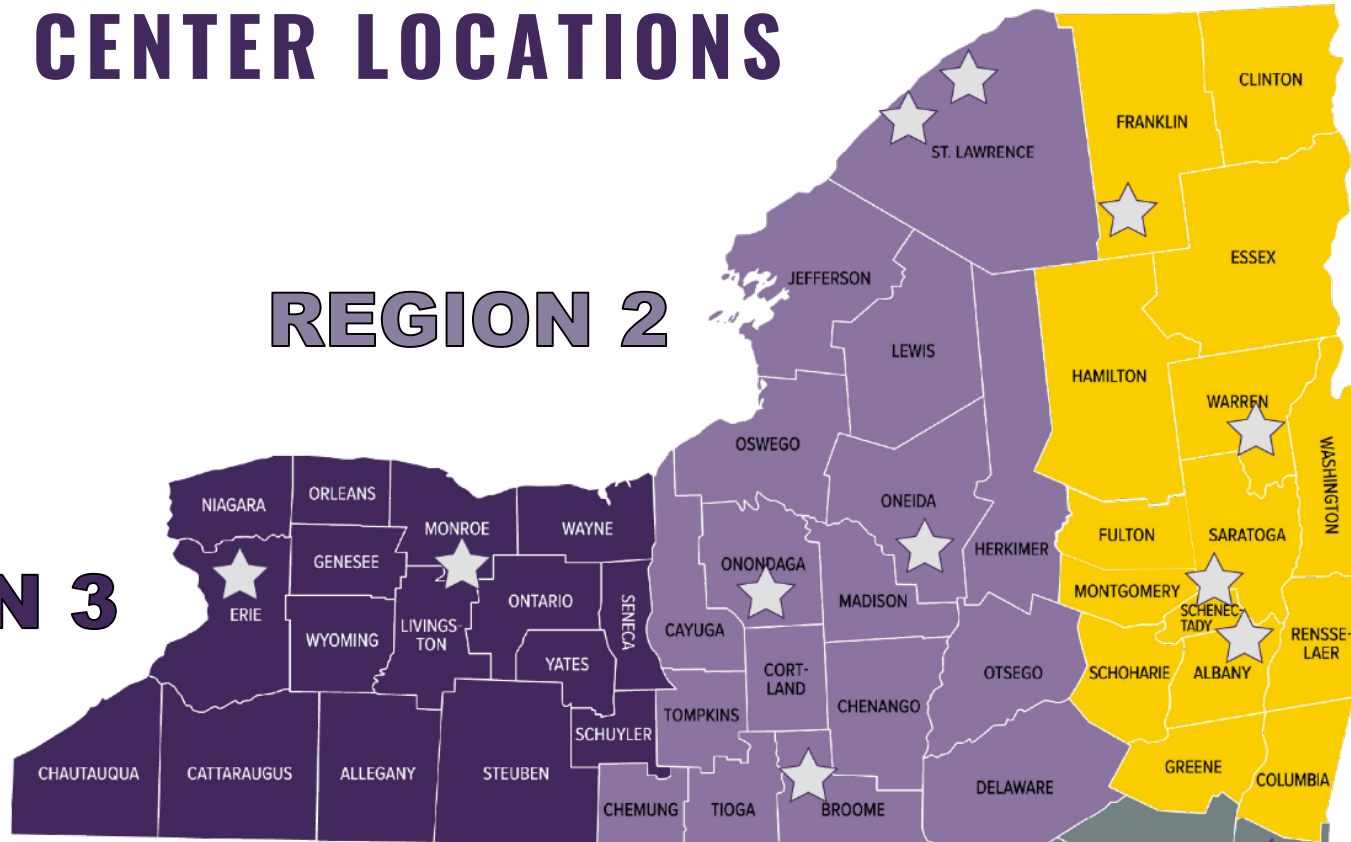 CENTER LOCATIONS
CLINTON
FRANKLIN
ST. LAWRENCE
ESSEX
JEFFERSON
REGION 2
LEWIS
HAMILTON
WARREN
OSWEGO
WASHINGTON
NIAGARA
ORLEANS
MONROE
WAYNE
ONEIDA
FULTON
SARATOGA
HERKIMER
GENESEE
ONONDAGA
MONTGOMERY
N 3
ERIE
ONTARIO
SENECA
MADISON
SCHENEC-
TADY
WYOMING
LIVINGS-
TON
CAYUGA
RENSSE-
LAER
YATES
CORT-
LAND
OTSEGO
SCHOHARIE
ALBANY
TOMPKINS
CHENANGO
SCHUYLER
CHAUTAUQUA
CATTARAUGUS
ALLEGANY
STEUBEN
GREENE
COLUMBIA
DELAWARE
CHEMUNG
TIOGA
BROOME